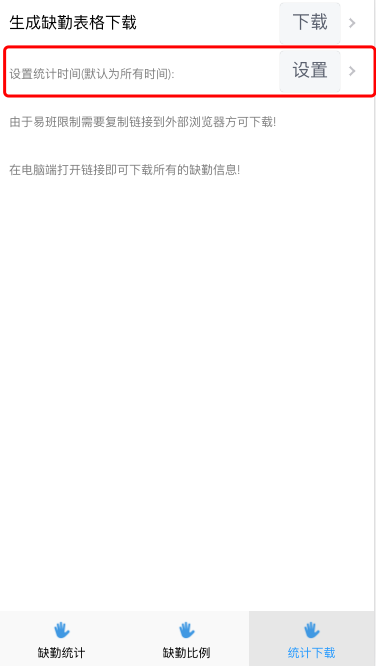 生成缺勤表格下载
下载
设置统计时间(默认为所有时间):
设置
由于易班限制需要复制链接到外部浏览器方可下载!
在电脑端打开链接即可下载所有的缺勤信息!
缺勤统计
缺勤比例
统计下载